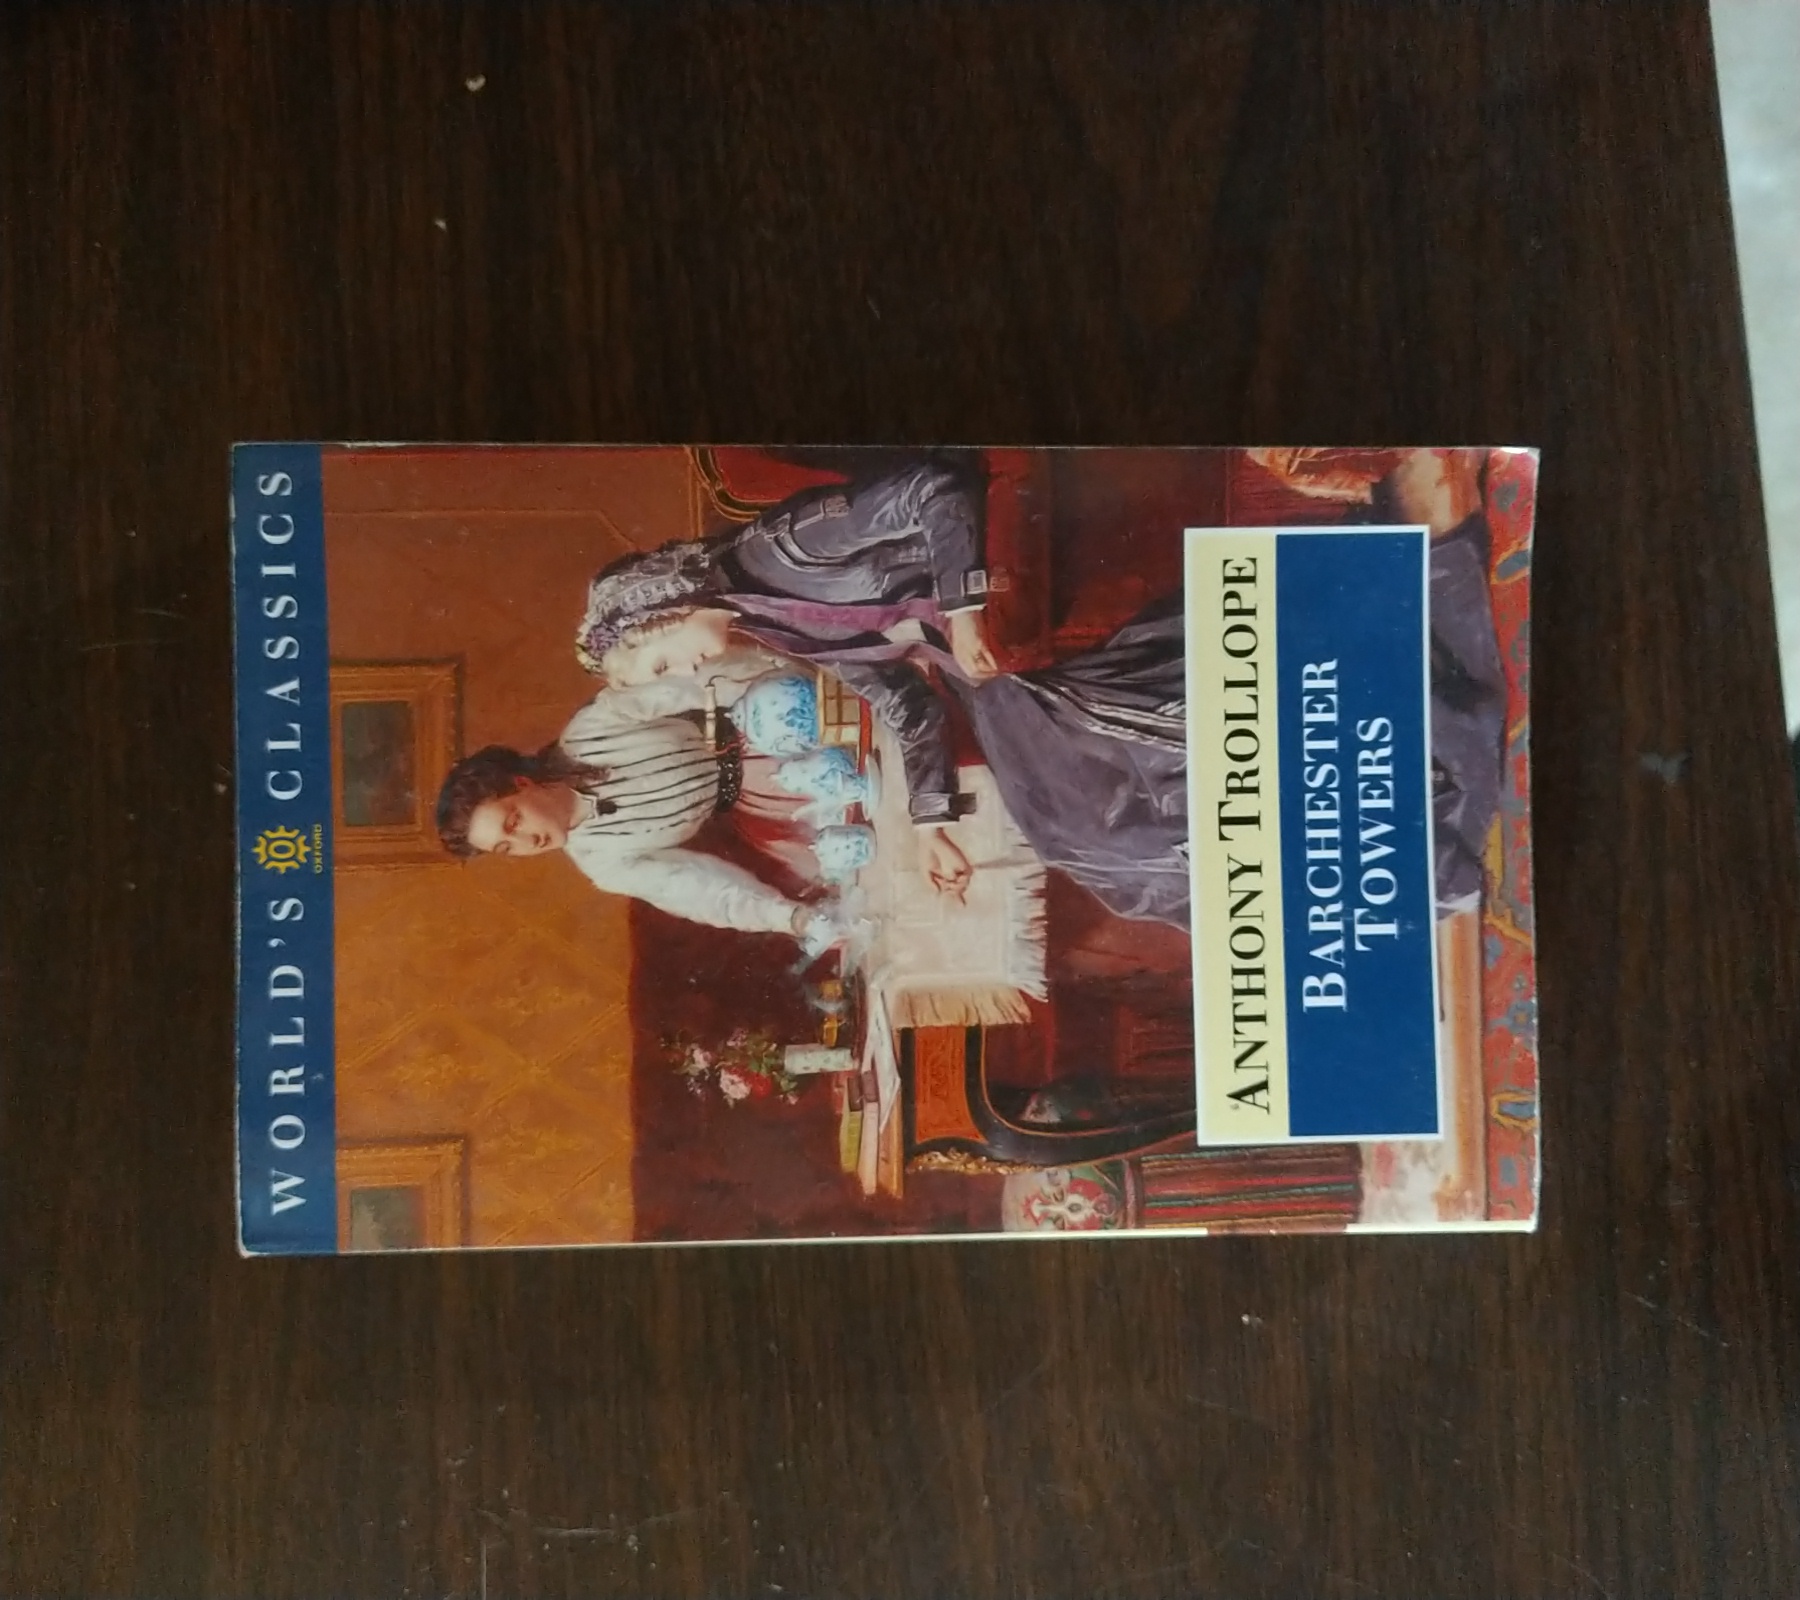 WORLD'S CLASSICS
OXFORD
ANTHONY TROLLOPE
BARCHESTER
TOWERS